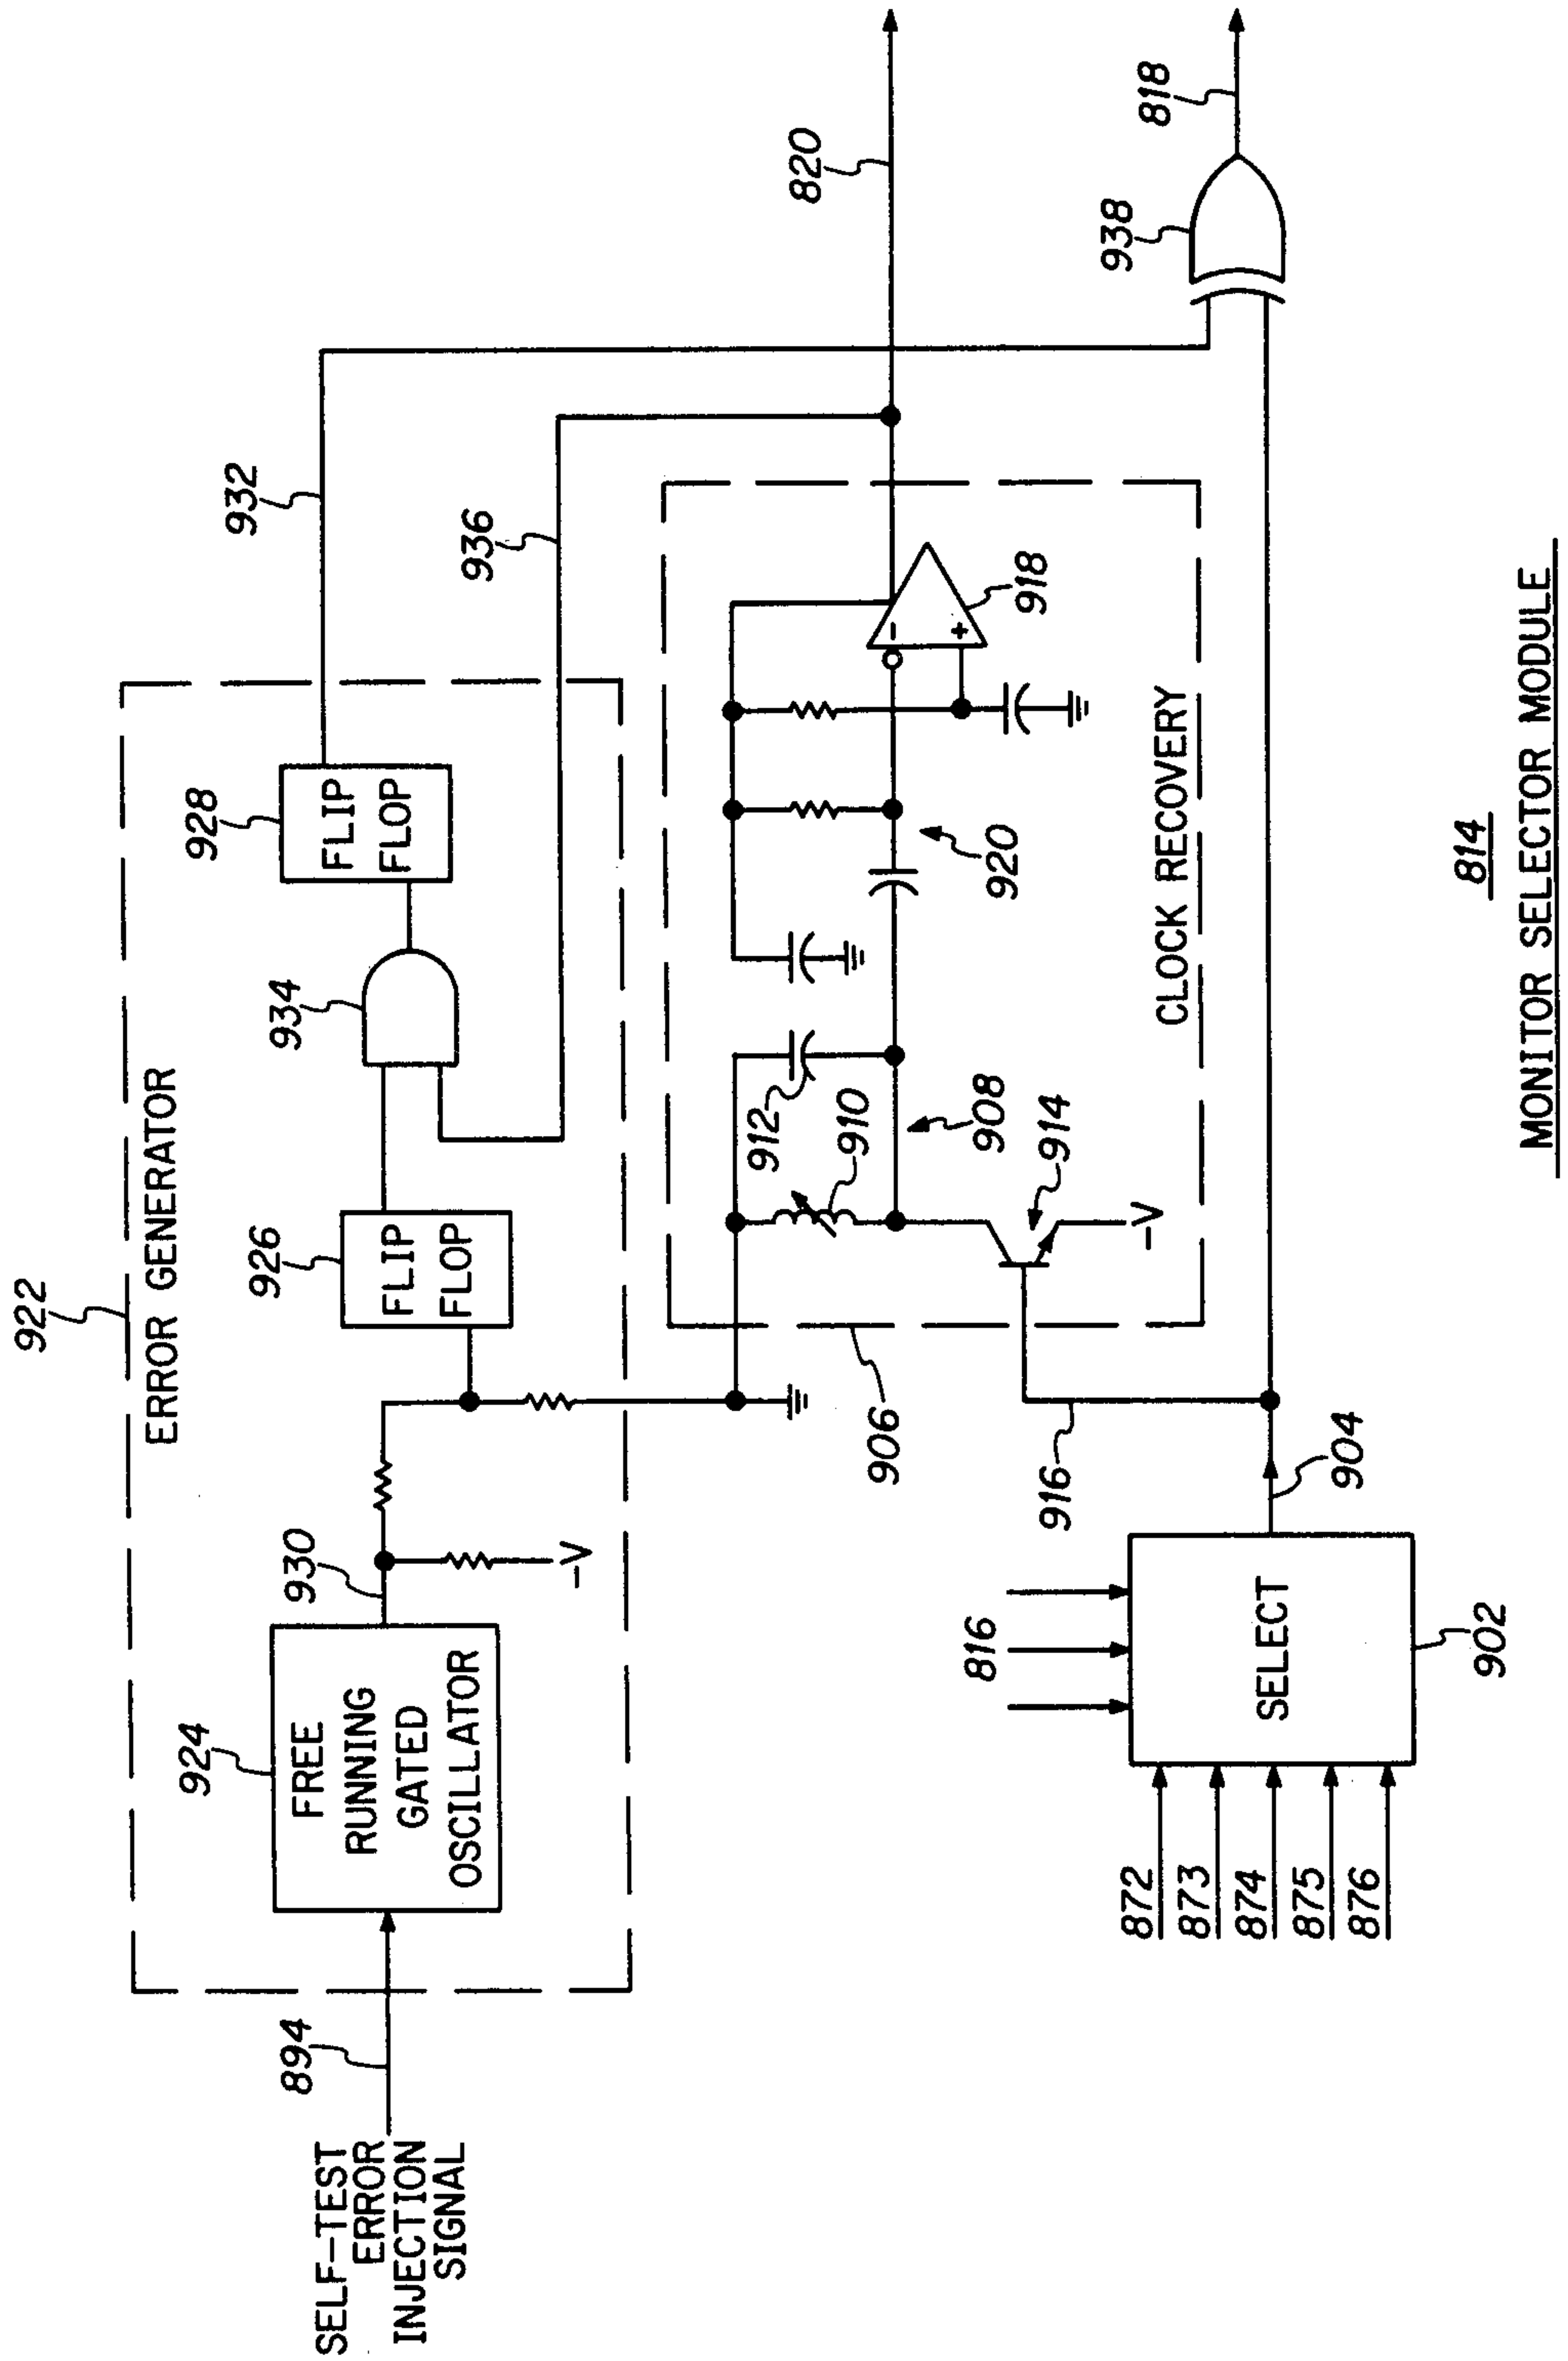 922
ERROR GENERATOR
SELF-TEST
ERROR
INJECTION
SIGNAL
894
924
FREE
RUNNING
GATED
OSCILLATOR
930
-V
926
FLIP
FLOP
934
928
FLIP
FLOP
932
936
820
906
912
910
908
914
-V
920
-
+
918
CLOCK RECOVERY
916
816
872
873
874
875
876
SELECT
902
904
938
818
814
MONITOR SELECTOR MODULE